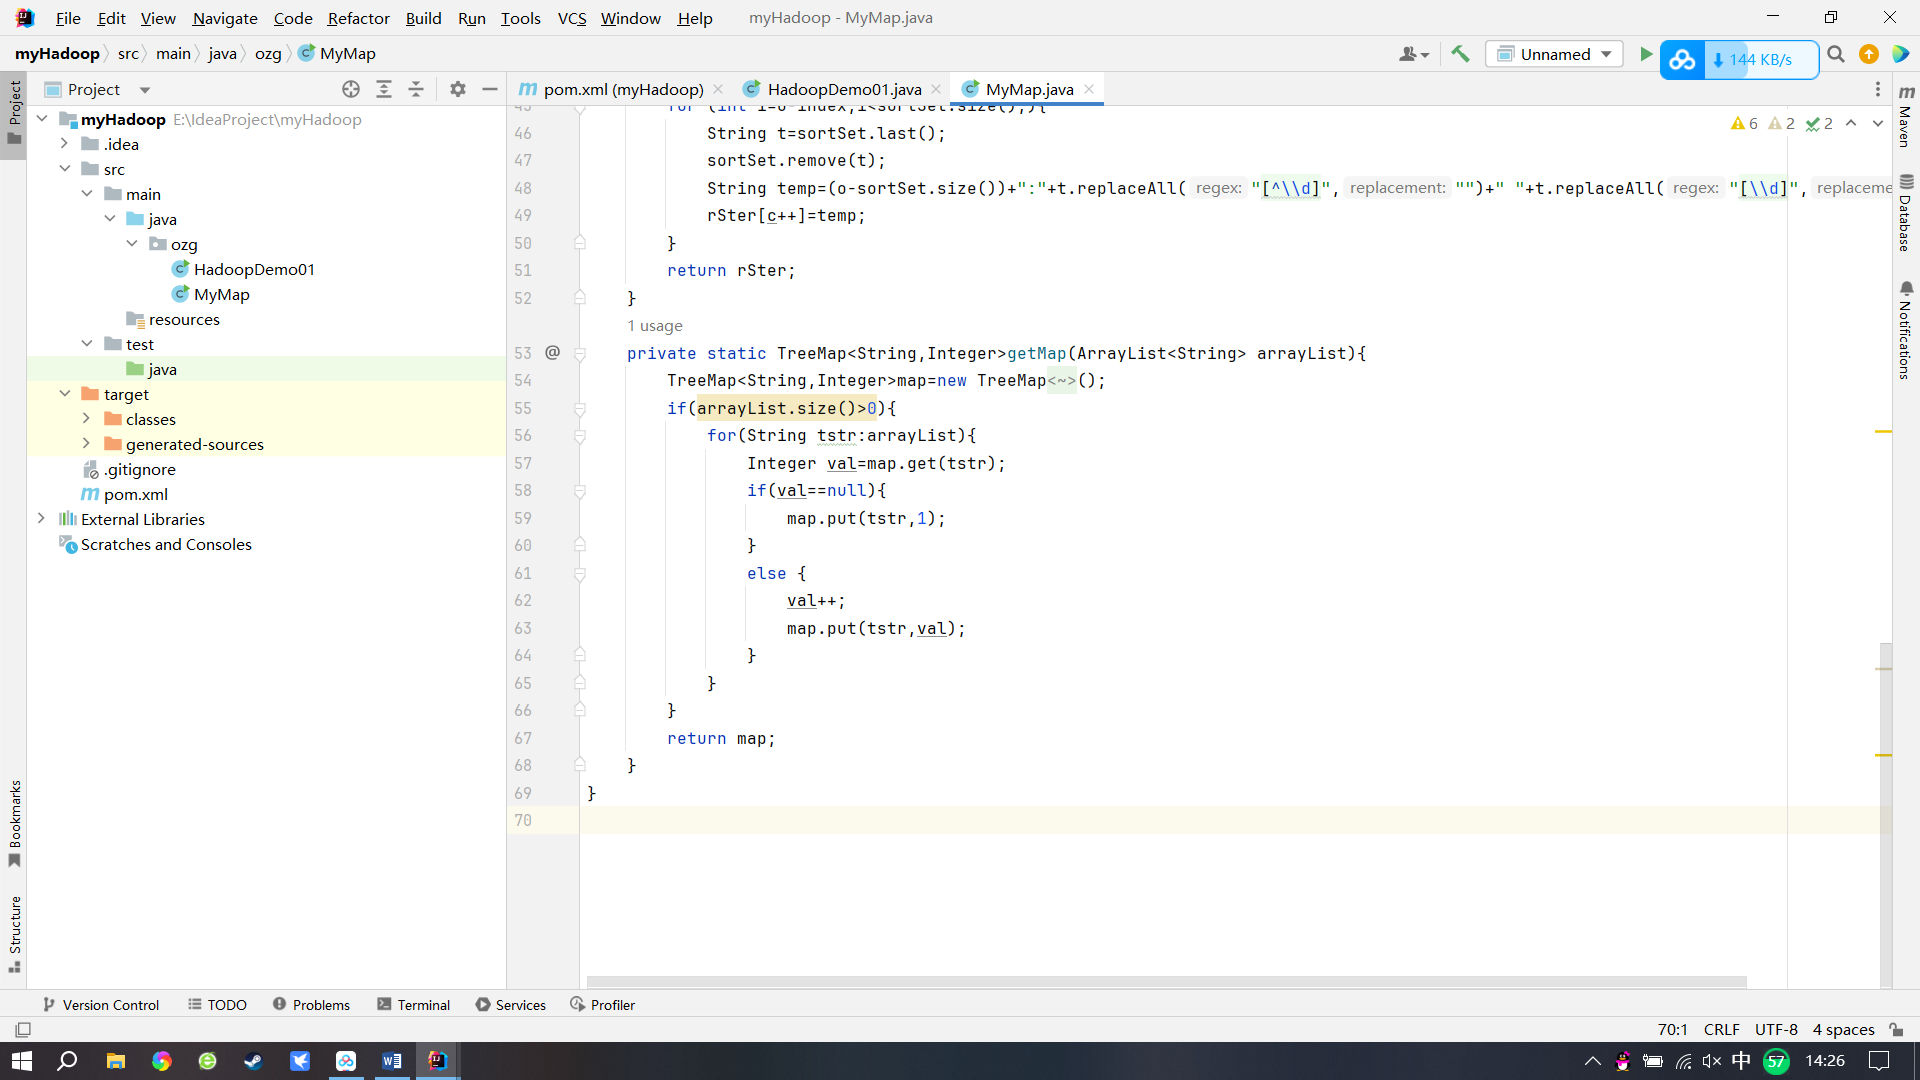 File Edit View Navigate Code Refactor Build Run Tools VCS Window Help myHadoop - MyMap.java
myHadoop src main java ozg MyMap
Unnamed
144 KB/s
Project
pom.xml (myHadoop) HadoopDemo01.java MyMap.java
myHadoop E:\IdeaProject\myHadoop
.idea
src
main
java
ozg
HadoopDemo01
MyMap
resources
test
java
target
classes
generated-sources
.gitignore
pom.xml
External Libraries
Scratches and Consoles
6 2 2
45 for (int i=o-index;i<sortSet.size();){
46 String t=sortSet.last();
47 sortSet.remove(t);
48 String temp=(o-sortSet.size())+":"+t.replaceAll( regex: "[^\\d]", replacement: "")+" "+t.replaceAll( regex: "[\\d]", replaceme
49 rSter[c++]=temp;
50 }
51 return rSter;
52 }
1 usage
53 @ private static TreeMap<String,Integer>getMap(ArrayList<String> arrayList){
54 TreeMap<String,Integer>map=new TreeMap<~>();
55 if(arrayList.size()>0){
56 for(String tstr:arrayList){
57 Integer val=map.get(tstr);
58 if(val==null){
59 map.put(tstr,1);
60 }
61 else {
62 val++;
63 map.put(tstr,val);
64 }
65 }
66 }
67 return map;
68 }
69 }
70
Project
Bookmarks
Structure
Maven
Database
Notifications
Version Control TODO Problems Terminal Services Profiler
70:1 CRLF UTF-8 4 spaces
中 57 14:26